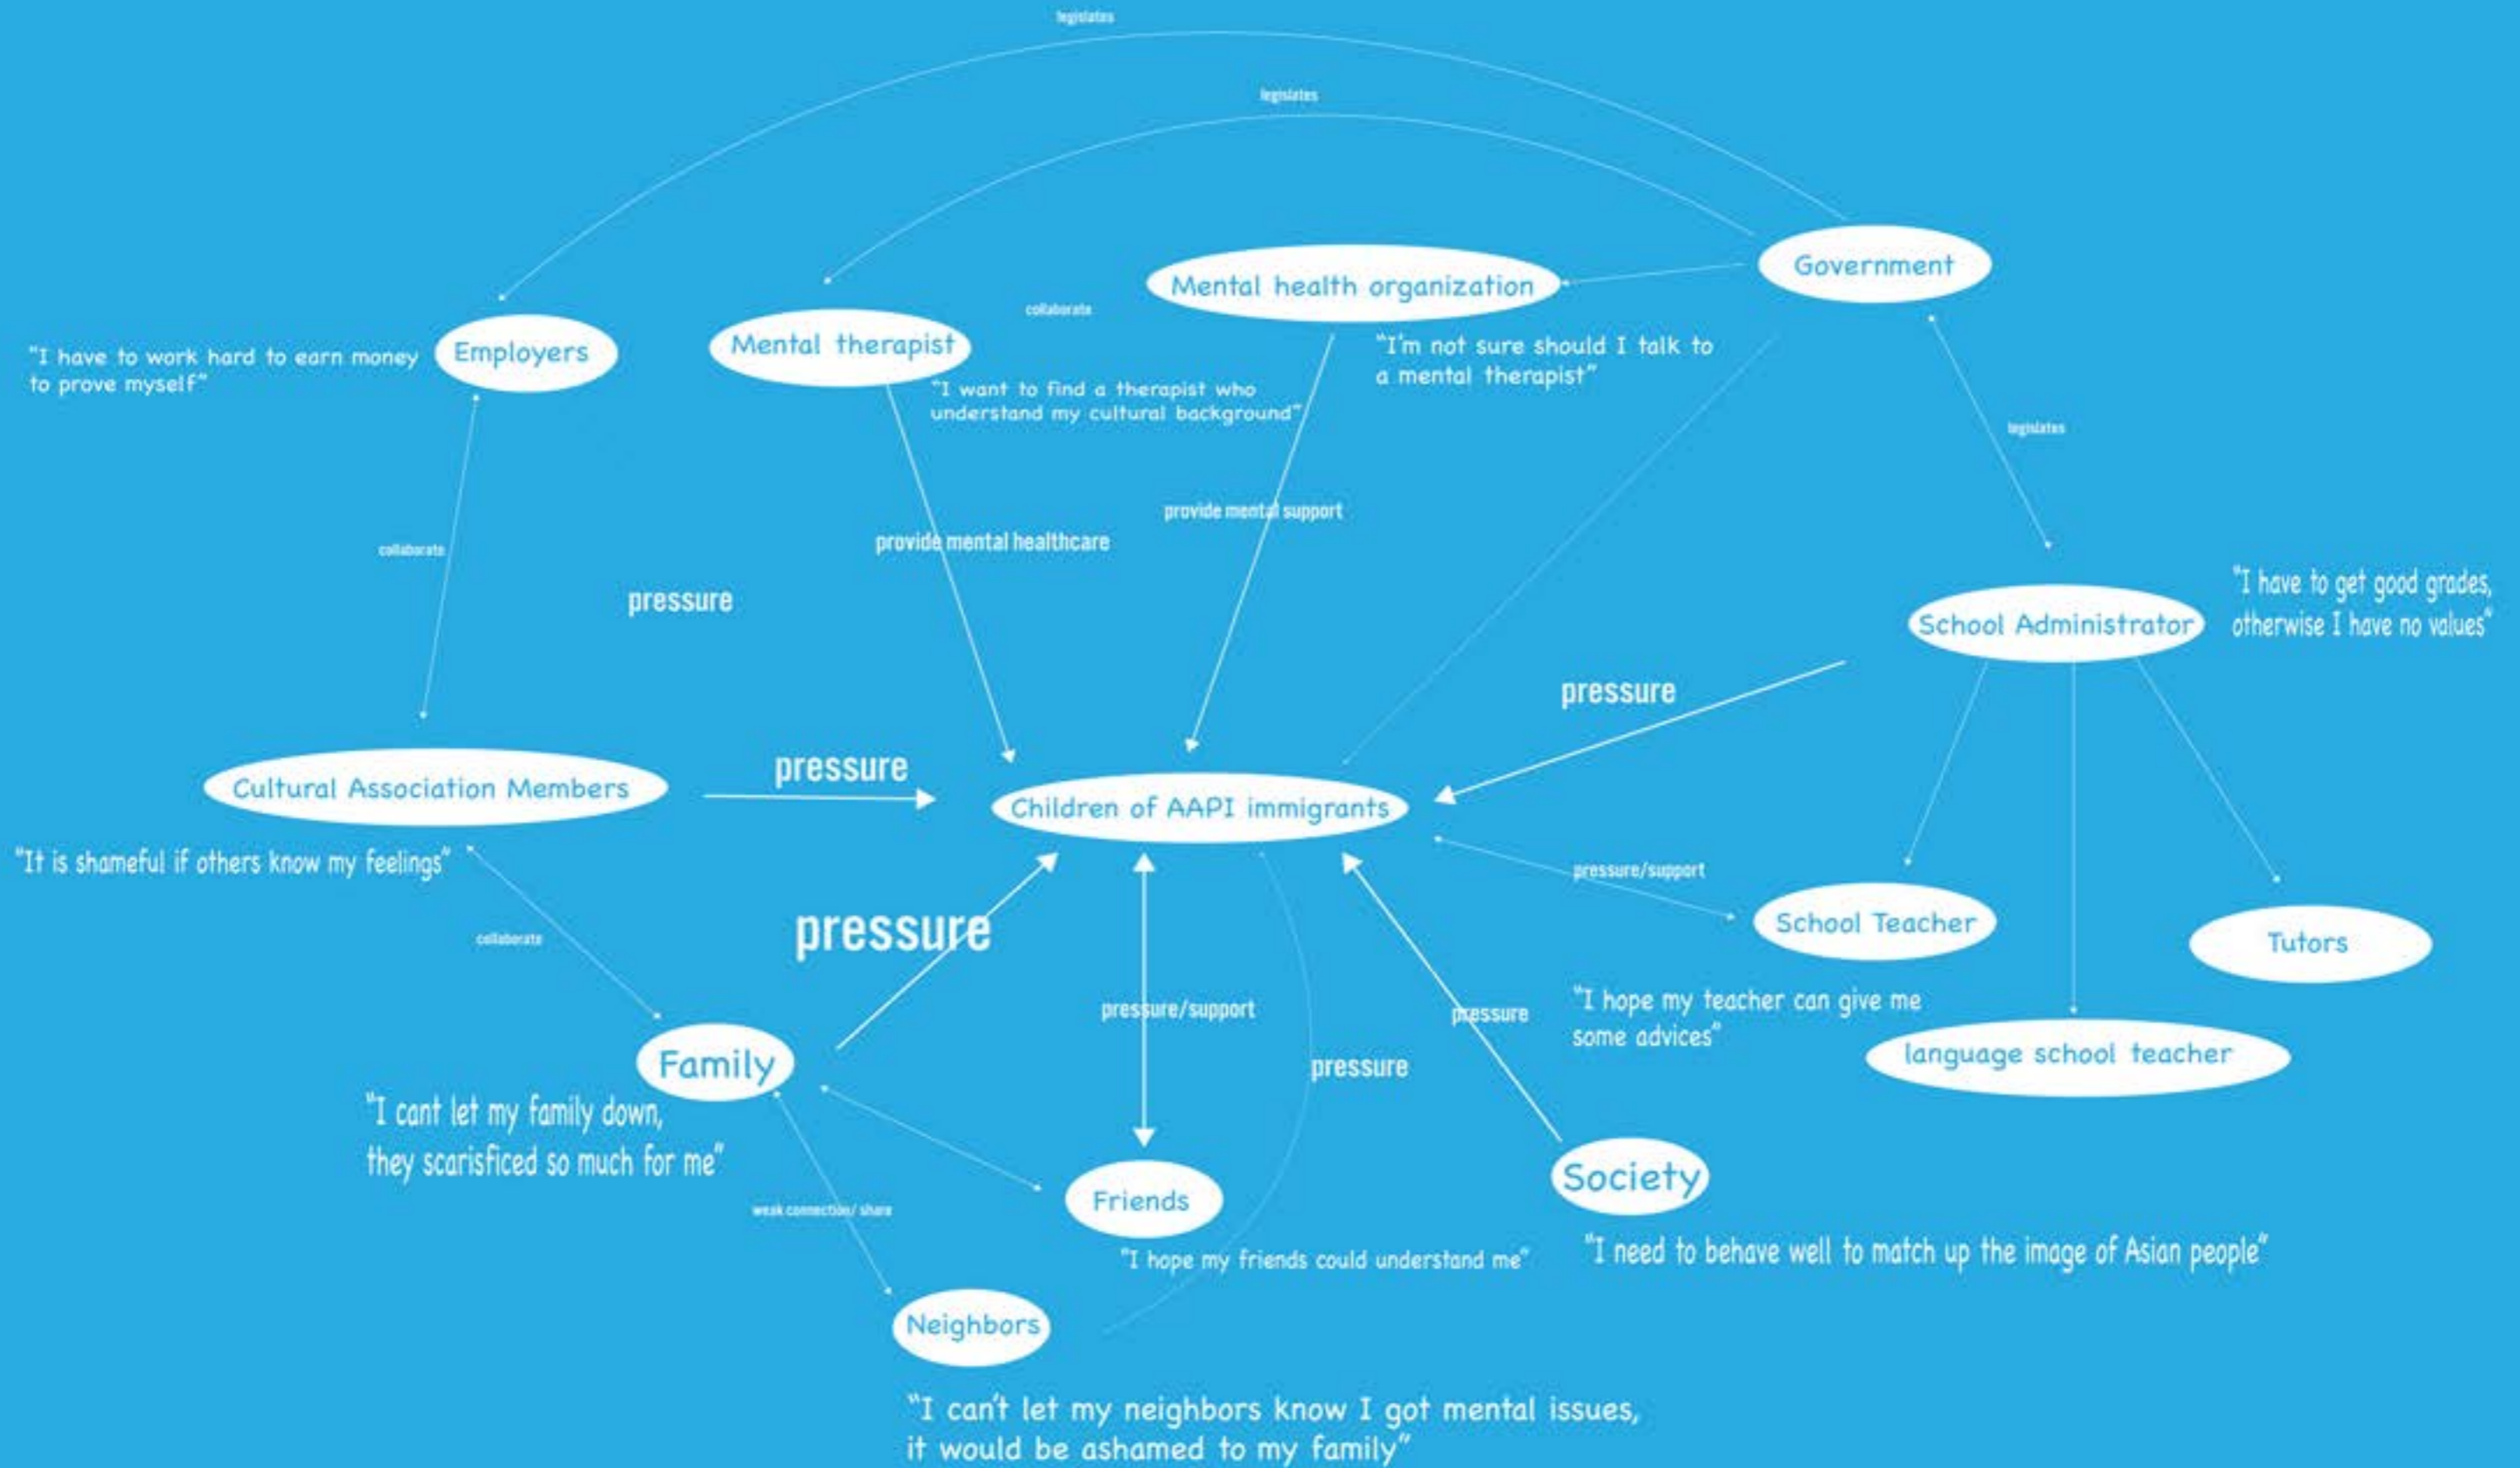 legislates
legislates
Government
Mental health organization
collaborate
Employers
Mental therapist
"I have to work hard to earn money
to prove myself"
"I'm not sure should I talk to
a mental therapist"
"I want to find a therapist who
understand my cultural background"
legislates
provide mental support
provide mental healthcare
collaborate
pressure
"I have to get good grades,
otherwise I have no values"
School Administrator
pressure
pressure
Cultural Association Members
Children of AAPI immigrants
"It is shameful if others know my feelings"
pressure/support
School Teacher
Tutors
pressure
collaborate
"I hope my teacher can give me
some advices"
pressure/support
pressure
language school teacher
Family
pressure
"I cant let my family down,
they scarisficed so much for me"
Society
Friends
weak connection/ share
"I hope my friends could understand me"
"I need to behave well to match up the image of Asian people"
Neighbors
"I can't let my neighbors know I got mental issues,
it would be ashamed to my family"